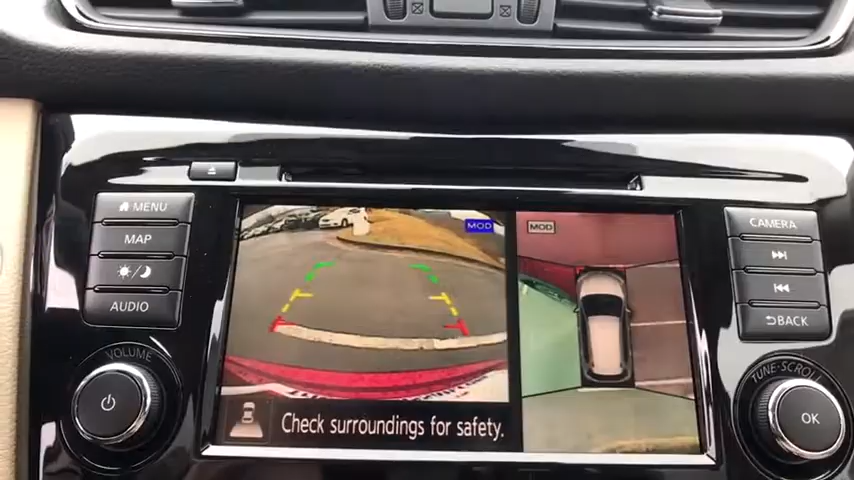 MENU
MAP
AUDIO
VOLUME
MOD
MOD
Check surroundings for safety.
CAMERA
BACK
TUNE·SCROLL
OK